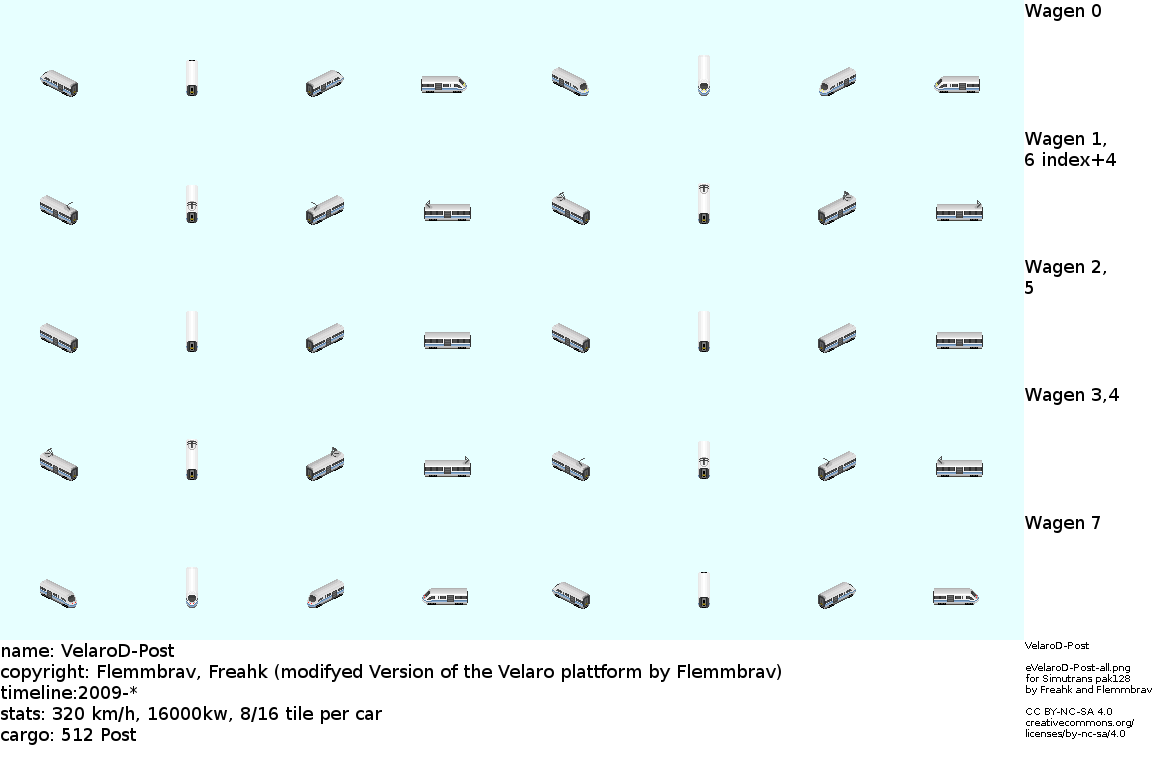 Wagen 0
Wagen 1,
6 index+4
Wagen 2,
5
Wagen 3,4
Wagen 7
name: VelaroD-Post
copyright: Flemmbrav, Freahk (modifyed Version of the Velaro plattform by Flemmbrav)
timeline:2009-*
stats: 320 km/h, 16000kw, 8/16 tile per car
cargo: 512 Post
VelaroD-Post
eVelaroD-Post-all.png
for Simutrans pak128
by Freahk and Flemmbrav
CC BY-NC-SA 4.0
creativecommons.org/
licenses/by-nc-sa/4.0